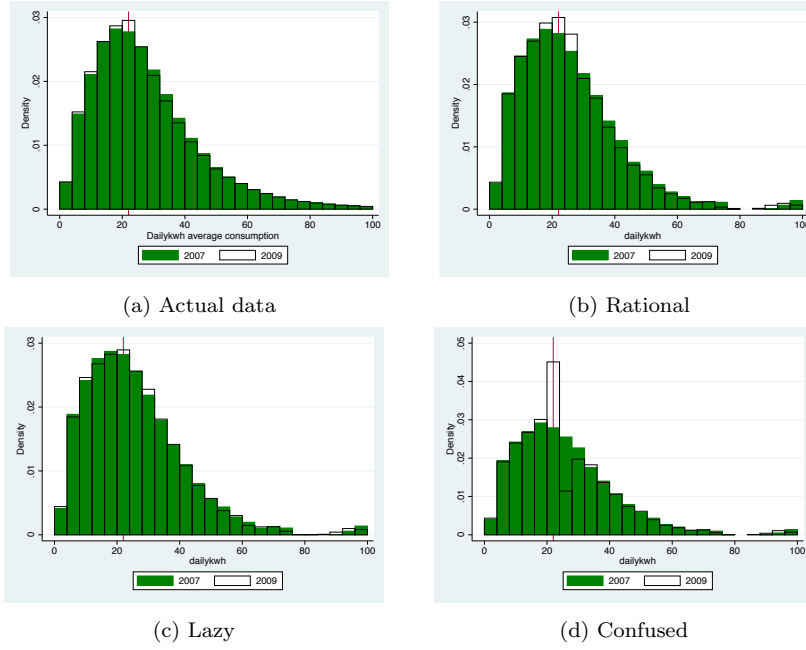 .03
.02
.01
0
Density
0 20 40 60 80 100
Dailykwh average consumption
2007 2009
(a) Actual data
.03
.02
.01
0
Density
0 20 40 60 80 100
dailykwh
2007 2009
(b) Rational
.03
.02
.01
0
Density
0 20 40 60 80 100
dailykwh
2007 2009
(c) Lazy
.05
.04
.03
.02
.01
0
Density
0 20 40 60 80 100
dailykwh
2007 2009
(d) Confused